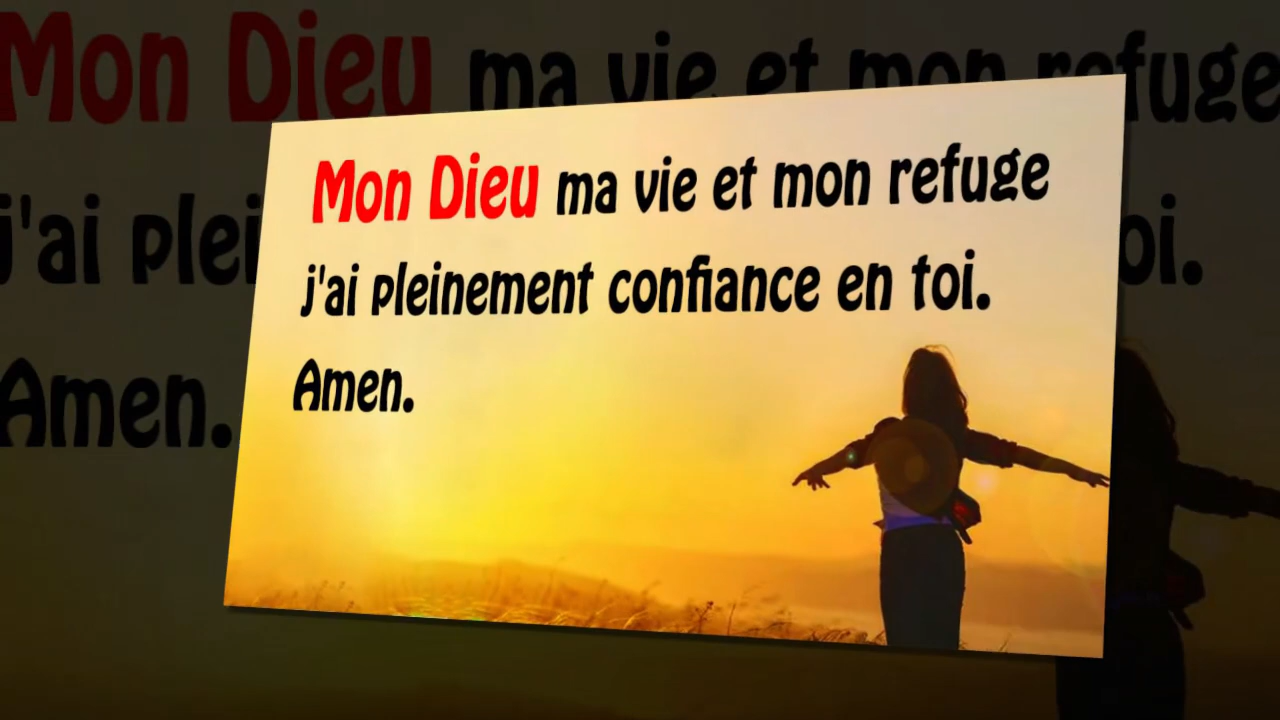 Mon Dieu ma vie et mon refuge
j'ai pleinement confiance en toi.
Amen.